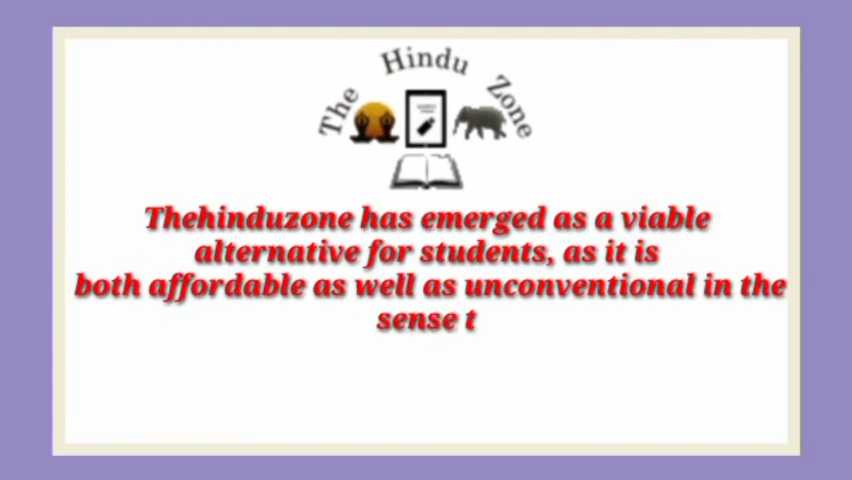 The Hindu Zone
Thehinduzone has emerged as a viable
alternative for students, as it is
both affordable as well as unconventional in the
sense t